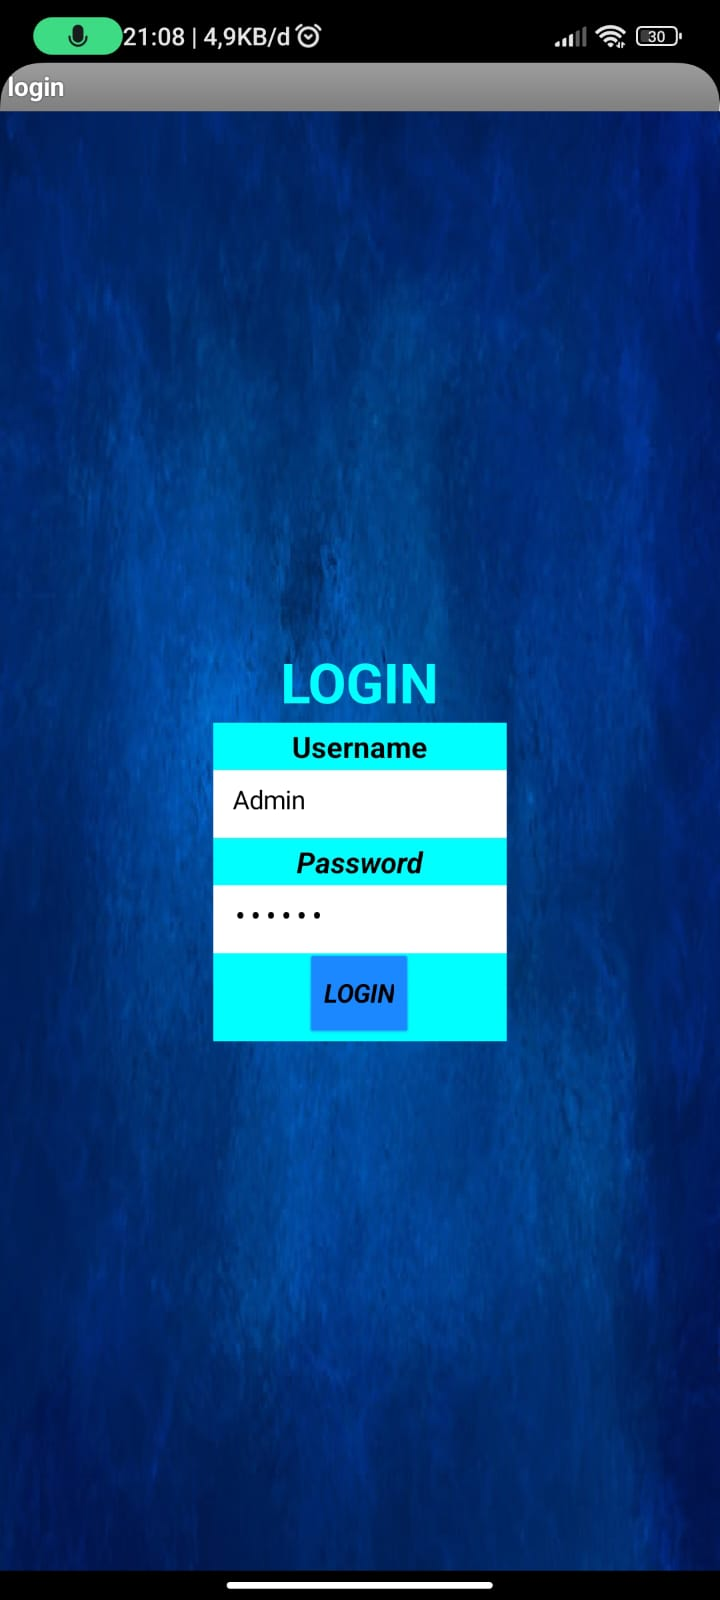 21:08 | 4,9KB/d
30
login
LOGIN
Username
Admin
Password
••••••
LOGIN